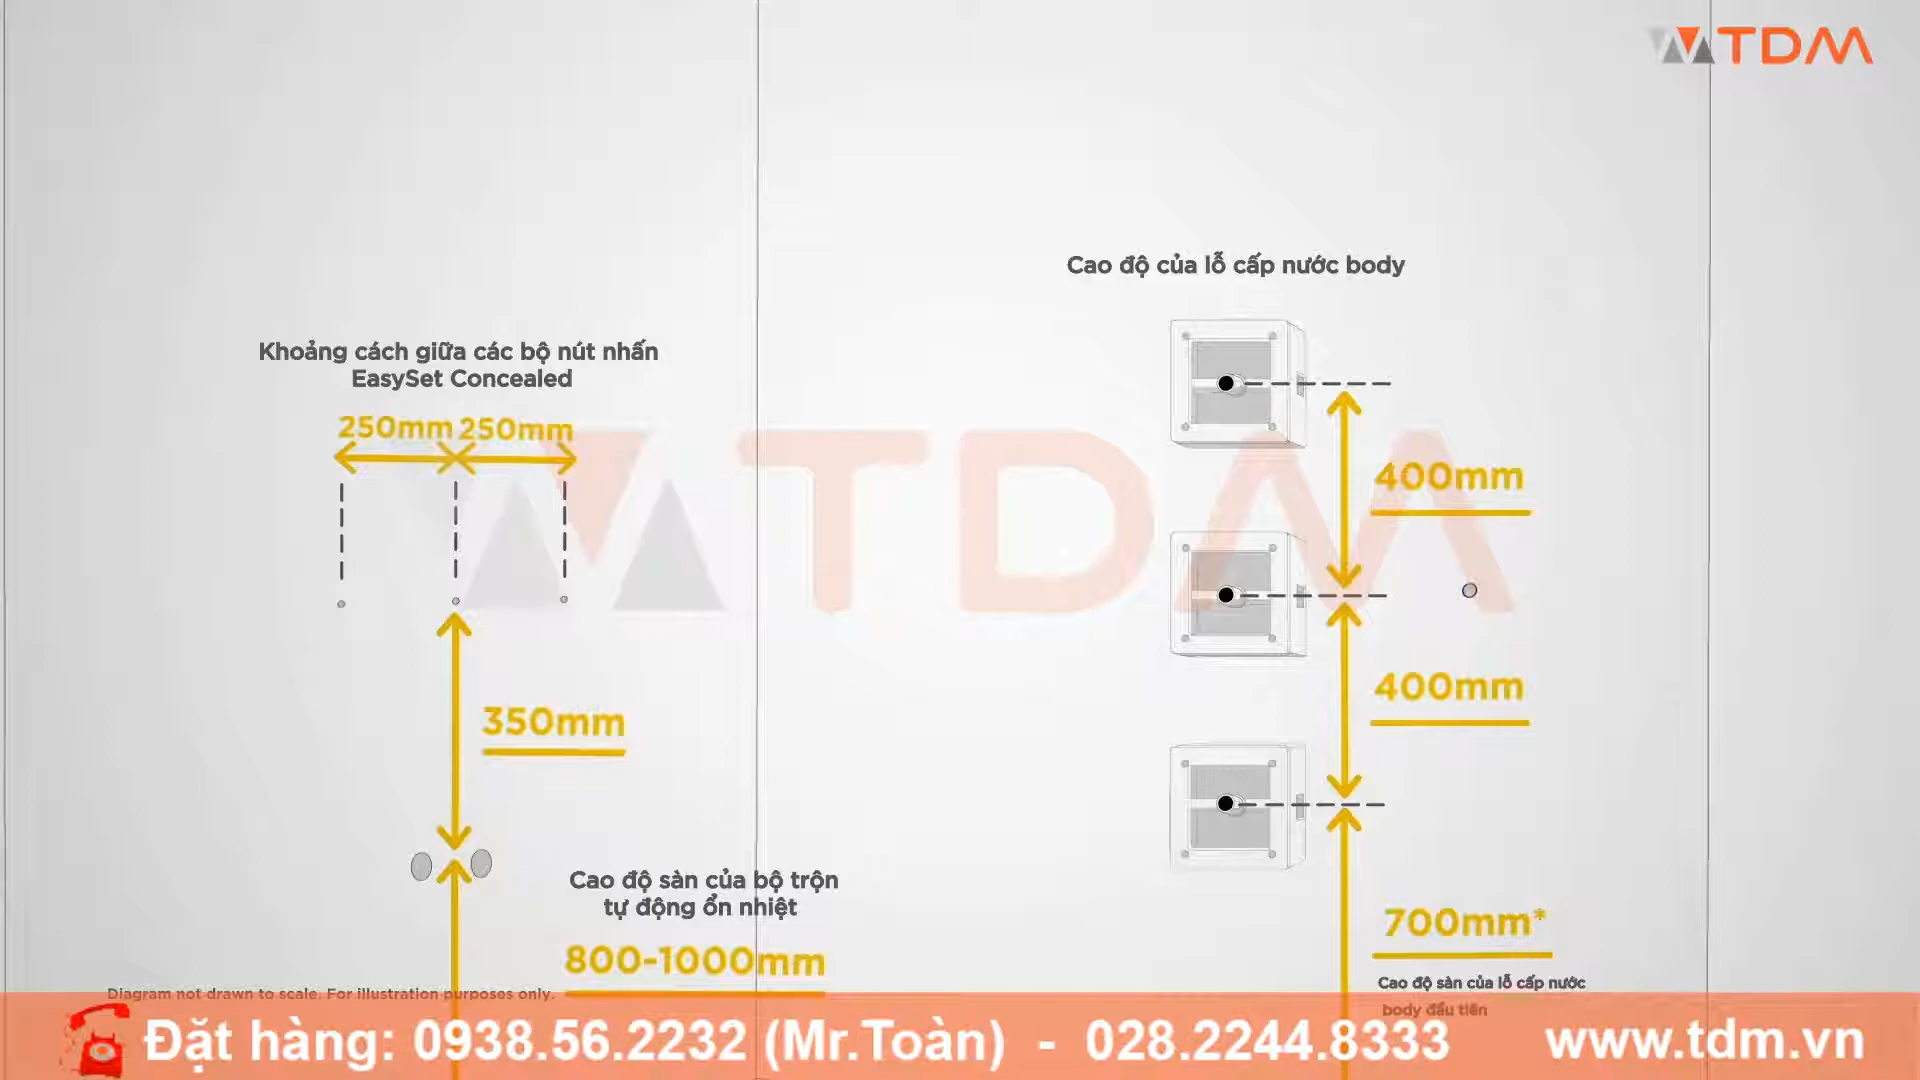 TDM
Cao độ của lỗ cấp nước body
Khoảng cách giữa các bộ nút nhấn
EasySet Concealed
250mm 250mm
TDM
400mm
400mm
350mm
Cao độ sàn của bộ trộn
tự động ổn nhiệt
800-1000mm
700mm*
Cao độ sàn của lỗ cấp nước
body đầu tiên
Diagram not drawn to scale. For illustration purposes only.
Đặt hàng: 0938.56.2232 (Mr.Toàn) - 028.2244.8333 www.tdm.vn